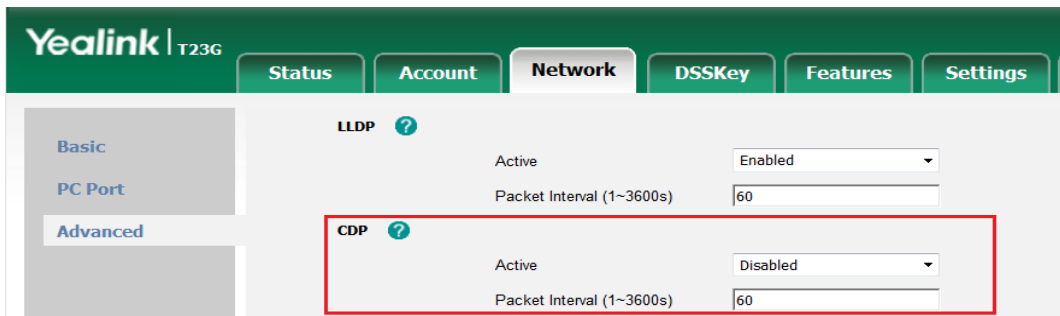 Yealink T23G
Status Account Network DSSKey Features Settings
Basic
PC Port
Advanced
LLDP ?
Active Enabled
Packet Interval (1~3600s) 60
CDP ?
Active Disabled
Packet Interval (1~3600s) 60